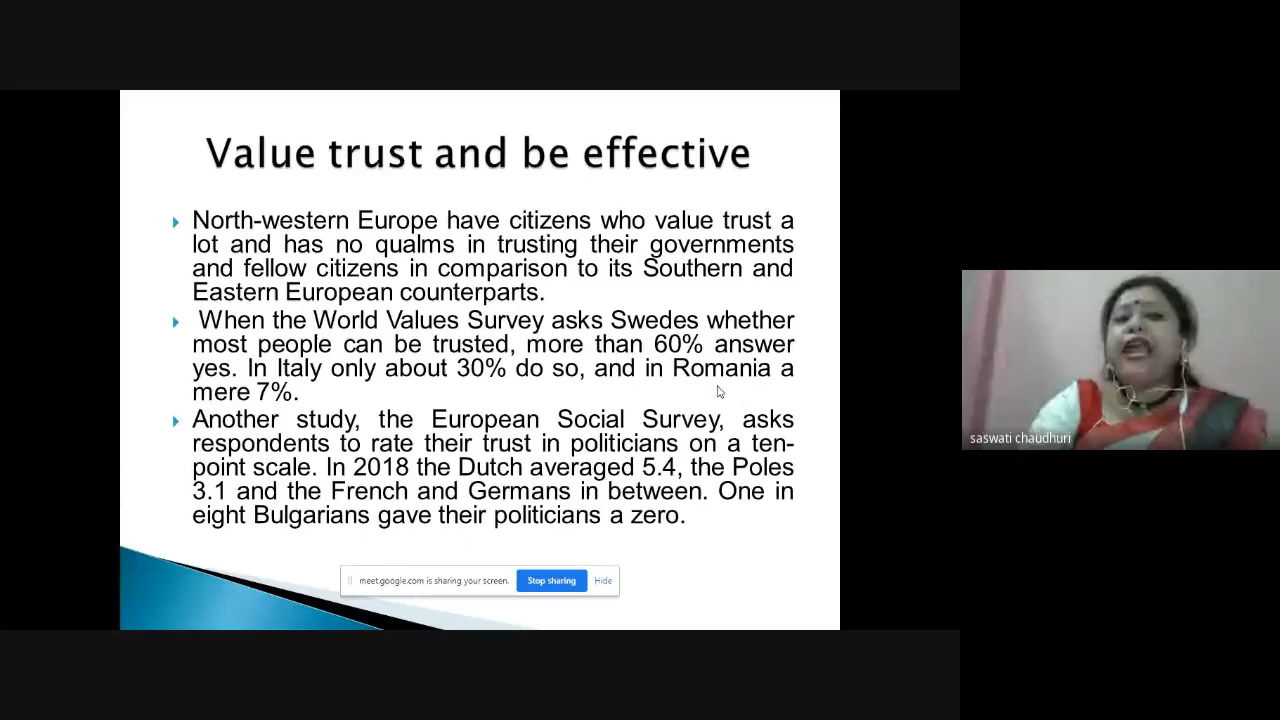 Value trust and be effective
North-western Europe have citizens who value trust a
lot and has no qualms in trusting their governments
and fellow citizens in comparison to its Southern and
Eastern European counterparts.
When the World Values Survey asks Swedes whether
most people can be trusted, more than 60% answer
yes. In Italy only about 30% do so, and in Romania a
mere 7%.
Another study, the European Social Survey, asks
respondents to rate their trust in politicians on a ten-
point scale. In 2018 the Dutch averaged 5.4, the Poles
3.1 and the French and Germans in between. One in
eight Bulgarians gave their politicians a zero.
meet.google.com is sharing your screen. Stop sharing Hide
saswati chaudhuri